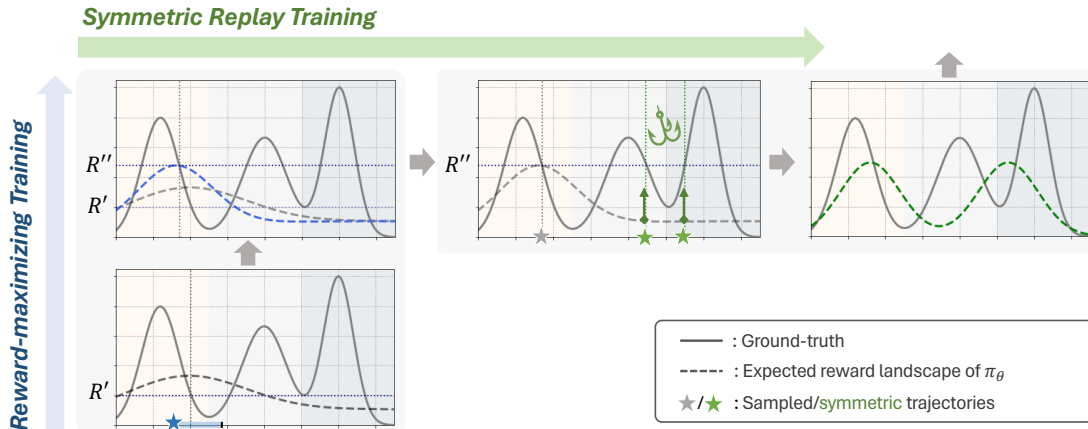 Symmetric Replay Training
Reward-maximizing Training
R''
R'
R''
R'
: Ground-truth
: Expected reward landscape of π_θ
/ : Sampled/symmetric trajectories